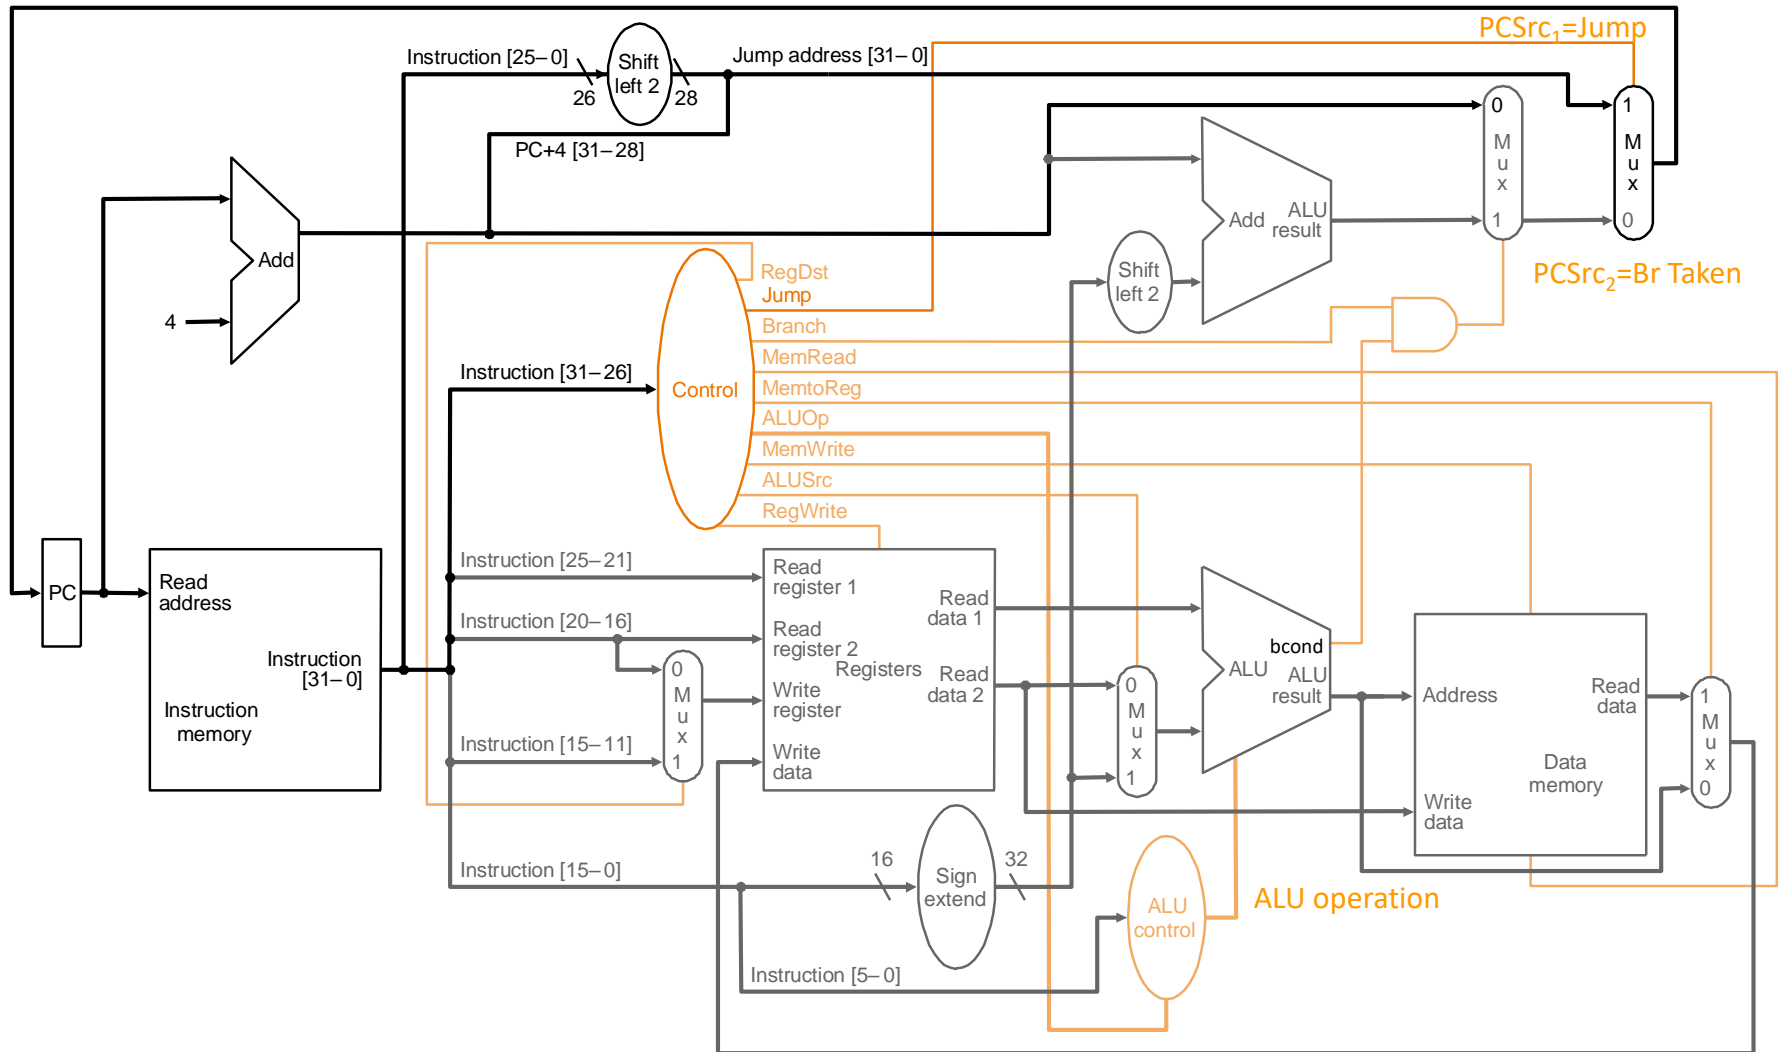 PCSrc1=Jump
Instruction [25–0]
Shift
left 2
Jump address [31–0]
26
28
PC+4 [31–28]
0
M
u
x
1
1
M
u
x
0
Add
4
Add
ALU
result
Shift
left 2
PCSrc2=Br Taken
RegDst
Jump
Branch
MemRead
MemtoReg
ALUOp
MemWrite
ALUSrc
RegWrite
Control
Instruction [31–26]
PC
Read
address
Instruction
[31–0]
Instruction
memory
Instruction [25–21]
Instruction [20–16]
Instruction [15–11]
0
M
u
x
1
Read
register 1
Read
register 2
Write
register
Write
data
Registers
Read
data 1
Read
data 2
0
M
u
x
1
bcond
ALU
ALU
result
Address
Read
data
Data
memory
Write
data
1
M
u
x
0
Instruction [15–0]
16
Sign
extend
32
ALU
control
ALU operation
Instruction [5–0]